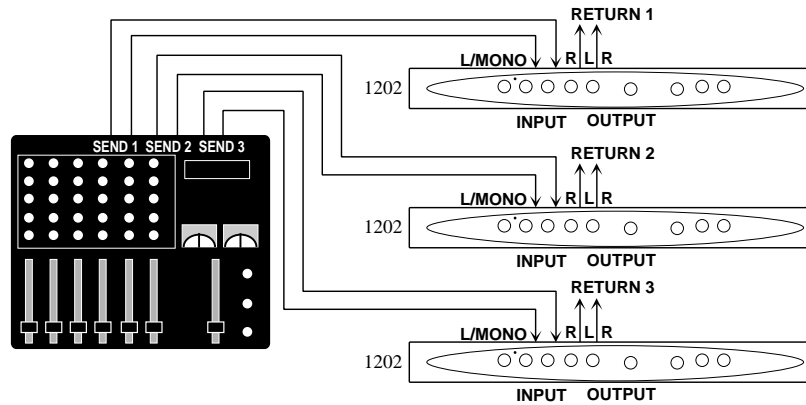 RETURN 1
L/MONO R L R
1202
INPUT OUTPUT
SEND 1 SEND 2 SEND 3
RETURN 2
L/MONO R L R
1202
INPUT OUTPUT
RETURN 3
L/MONO R L R
1202
INPUT OUTPUT